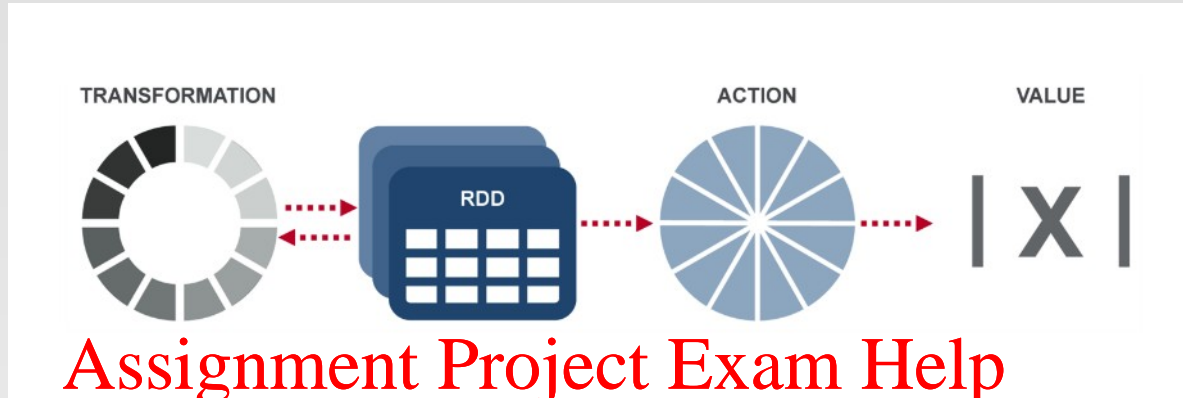 TRANSFORMATION
ACTION
VALUE
RDD
| X |
Assignment Project Exam Help